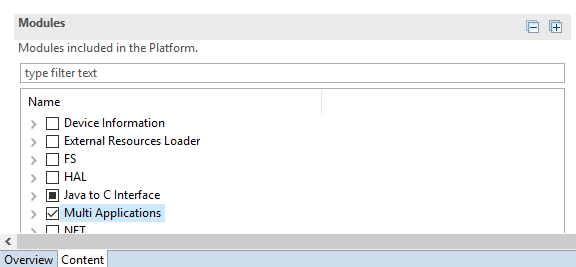 Modules
Modules included in the Platform.
type filter text
Name
Device Information
External Resources Loader
FS
HAL
Java to C Interface
Multi Applications
NET
Overview Content